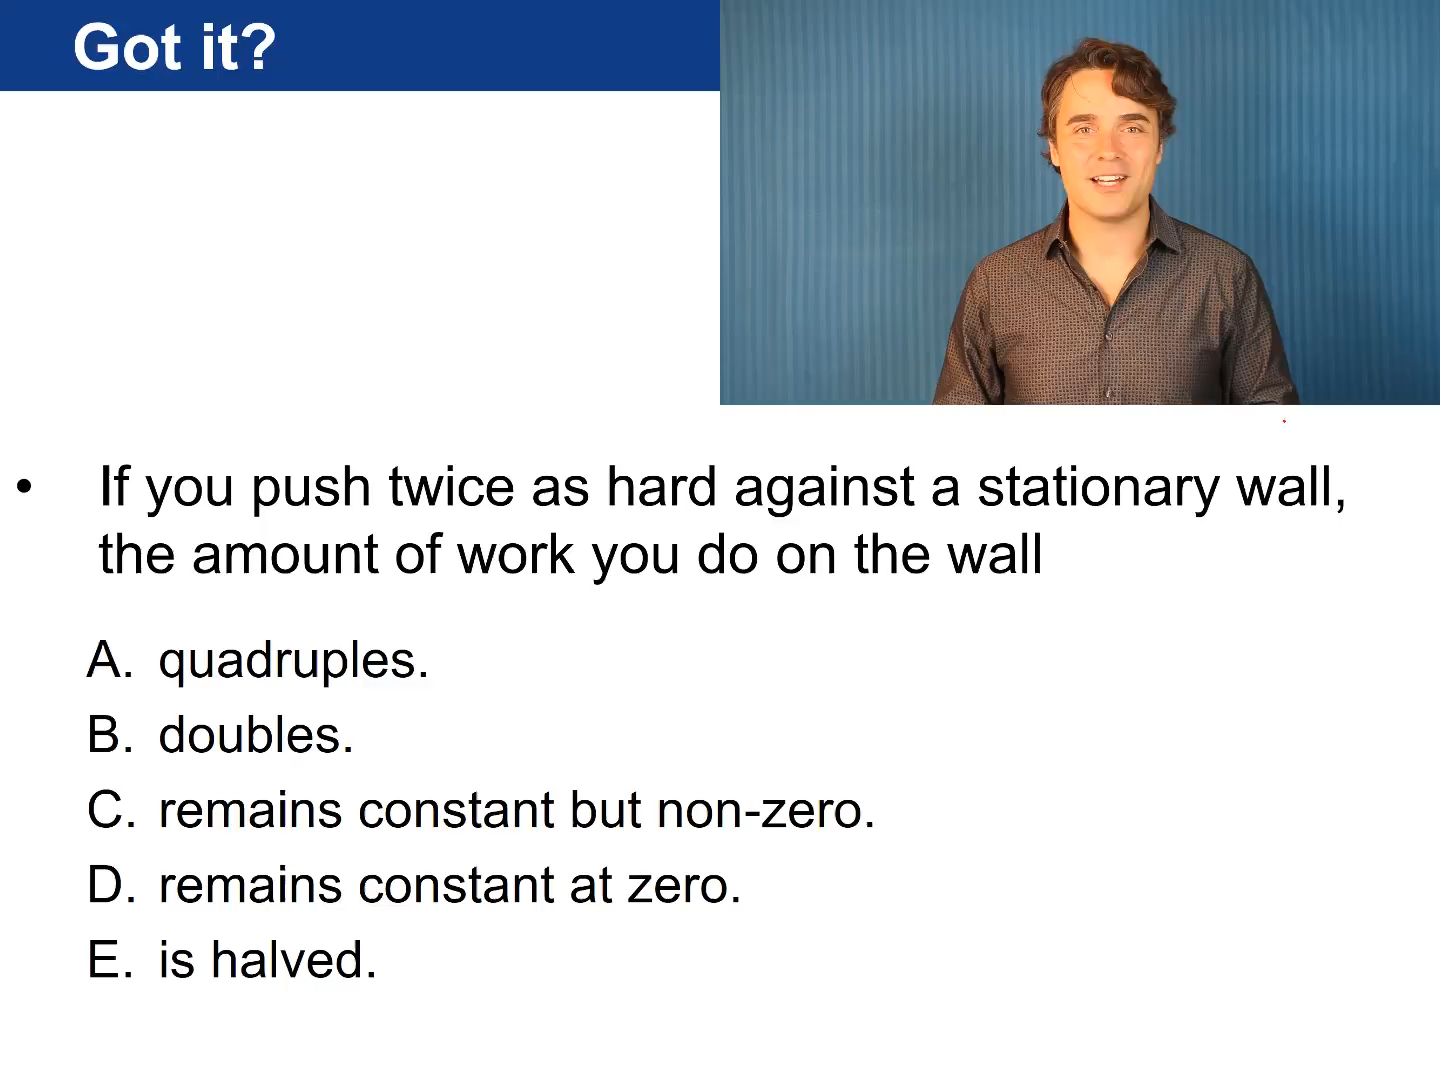 Got it?
• If you push twice as hard against a stationary wall,
the amount of work you do on the wall
A. quadruples.
B. doubles.
C. remains constant but non-zero.
D. remains constant at zero.
E. is halved.